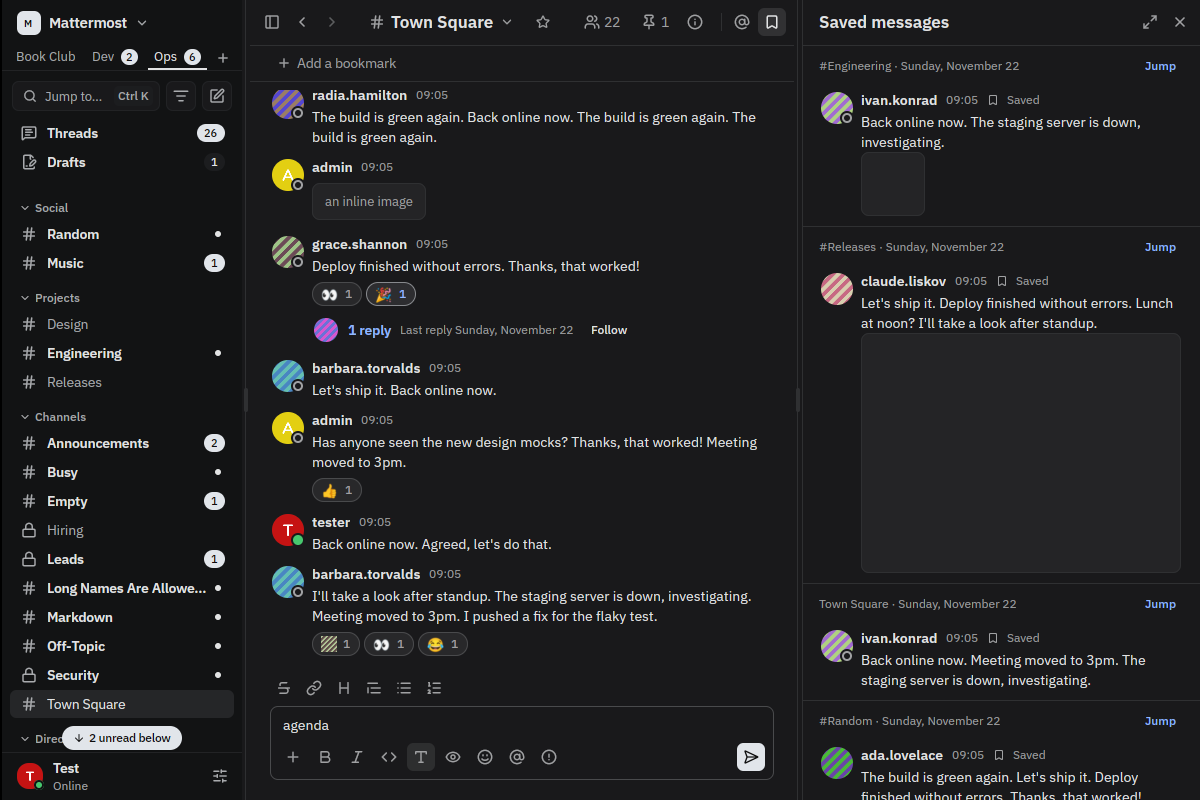 M Mattermost
Book Club Dev 2 Ops 6
Jump to... Ctrl K
Threads 26
Drafts 1
Social
Random
Music 1
Projects
Design
Engineering
Releases
Channels
Announcements 2
Busy
Empty 1
Hiring
Leads 1
Long Names Are Allowe...
Markdown
Off-Topic
Security
Town Square
Direc
2 unread below
T Test
Online
Town Square 22 1
Add a bookmark
radia.hamilton 09:05
The build is green again. Back online now. The build is green again. The
build is green again.
A admin 09:05
an inline image
grace.shannon 09:05
Deploy finished without errors. Thanks, that worked!
1 1
1 reply Last reply Sunday, November 22 Follow
barbara.torvalds 09:05
Let's ship it. Back online now.
A admin 09:05
Has anyone seen the new design mocks? Thanks, that worked! Meeting
moved to 3pm.
1
T tester 09:05
Back online now. Agreed, let's do that.
barbara.torvalds 09:05
I'll take a look after standup. The staging server is down, investigating.
Meeting moved to 3pm. I pushed a fix for the flaky test.
1 1 1
agenda
Saved messages
#Engineering · Sunday, November 22 Jump
ivan.konrad 09:05 Saved
Back online now. The staging server is down,
investigating.
#Releases · Sunday, November 22 Jump
claude.liskov 09:05 Saved
Let's ship it. Deploy finished without errors. Lunch
at noon? I'll take a look after standup.
Town Square · Sunday, November 22 Jump
ivan.konrad 09:05 Saved
Back online now. Meeting moved to 3pm. The
staging server is down, investigating.
#Random · Sunday, November 22 Jump
ada.lovelace 09:05 Saved
The build is green again. Let's ship it. Deploy
finished without errors. Thanks, that worked!